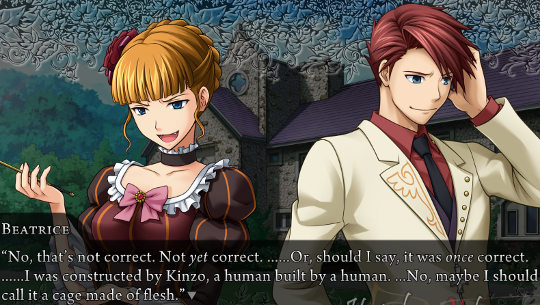 Beatrice
“No, that’s not correct. Not yet correct. ......Or, should I say, it was once correct.
......I was constructed by Kinzo, a human built by a human. ...No, maybe I should
call it a cage made of flesh.”